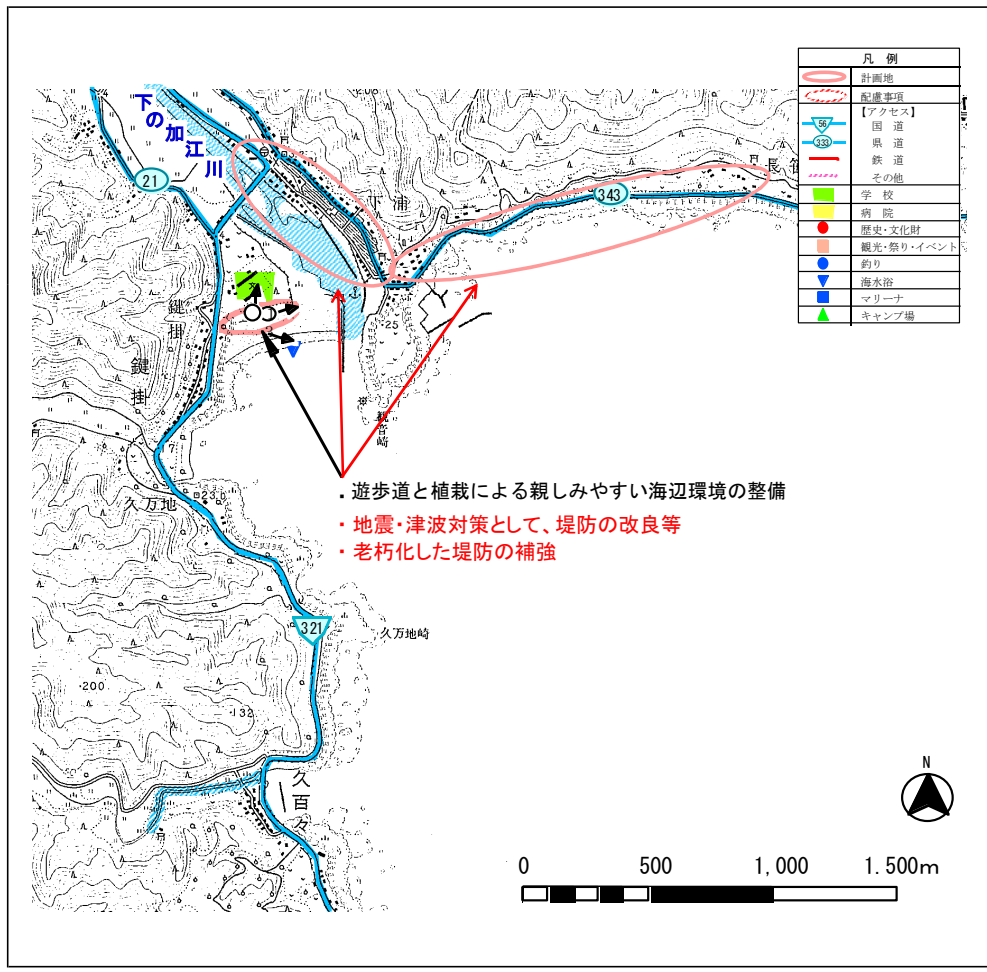 凡 例
計画地
配慮事項
【アクセス】
56
国 道
333
県 道
鉄 道
その他
学 校
病 院
歴史・文化財
観光・祭り・イベント
釣り
海水浴
マリーナ
キャンプ場
下の加江川
21
343
下浦
鍵掛
鍵掛
・25
観音崎
．遊歩道と植栽による親しみやすい海辺環境の整備
・ 地震・津波対策として、堤防の改良等
・ 老朽化した堤防の補強
久万地
321
久万地崎
・200
・132
久百々
N
0 500 1,000 1.500m